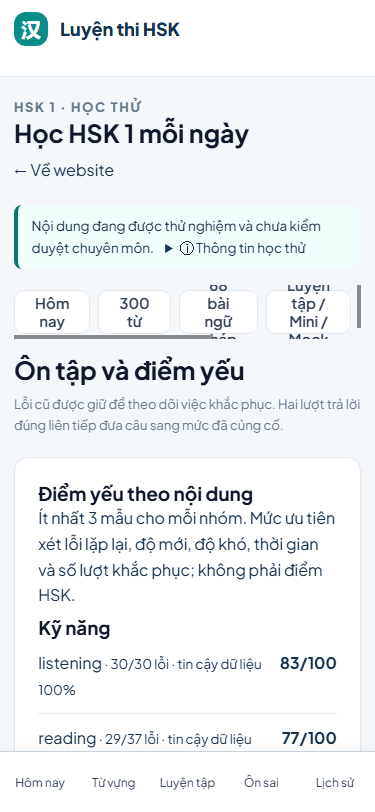 汉 Luyện thi HSK
HSK 1 · HỌC THỬ
Học HSK 1 mỗi ngày
← Về website
Nội dung đang được thử nghiệm và chưa kiểm
duyệt chuyên môn. ▶ ⓘ Thông tin học thử
Hôm nay
300 từ
68 bài ngữ pháp
Luyện tập / Mini / Mock
Ôn tập và điểm yếu
Lỗi cũ được giữ để theo dõi việc khắc phục. Hai lượt trả lời
đúng liên tiếp đưa câu sang mức đã củng cố.
Điểm yếu theo nội dung
Ít nhất 3 mẫu cho mỗi nhóm. Mức ưu tiên
xét lỗi lặp lại, độ mới, độ khó, thời gian
và số lượt khắc phục; không phải điểm
HSK.
Kỹ năng
listening · 30/30 lỗi · tin cậy dữ liệu 83/100
100%
reading · 29/37 lỗi · tin cậy dữ liệu 77/100
Hôm nay Từ vựng Luyện tập Ôn sai Lịch sử